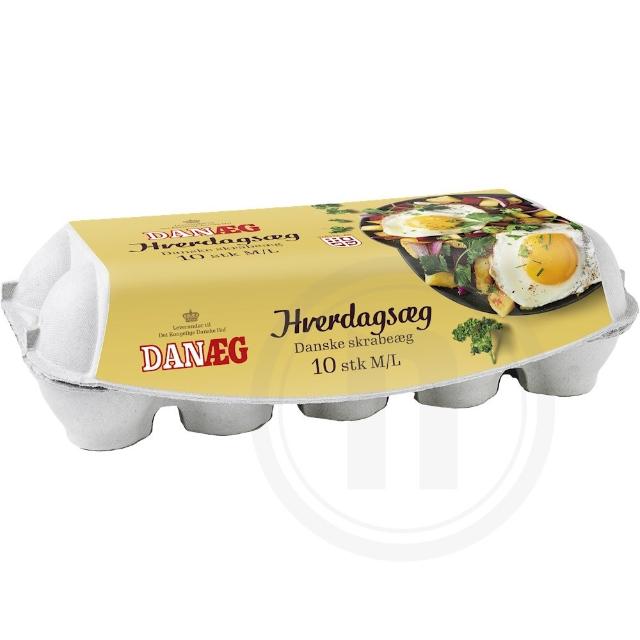 DANÆG
Hverdagsæg
Danske skrabeæg
10 stk M/L
Leverandør til
Det Kongelige Danske Hof
DANÆG
Hverdagsæg
Danske skrabeæg
10 stk M/L
n